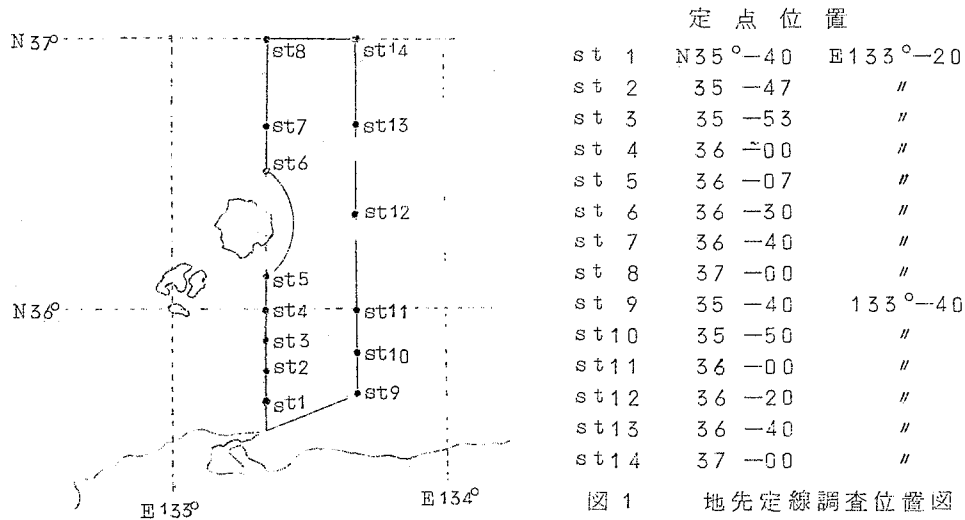 N37°
st8
st14
st7
st13
st6
st12
st5
N36°
st4
st11
st3
st10
st2
st9
st1
E133°
E134°
定点位置
st 1 N35°-40 E133°-20
st 2 35-47 〃
st 3 35-53 〃
st 4 36-00 〃
st 5 36-07 〃
st 6 36-30 〃
st 7 36-40 〃
st 8 37-00 〃
st 9 35-40 133°-40
st10 35-50 〃
st11 36-00 〃
st12 36-20 〃
st13 36-40 〃
st14 37-00 〃
図1 地先定線調査位置図